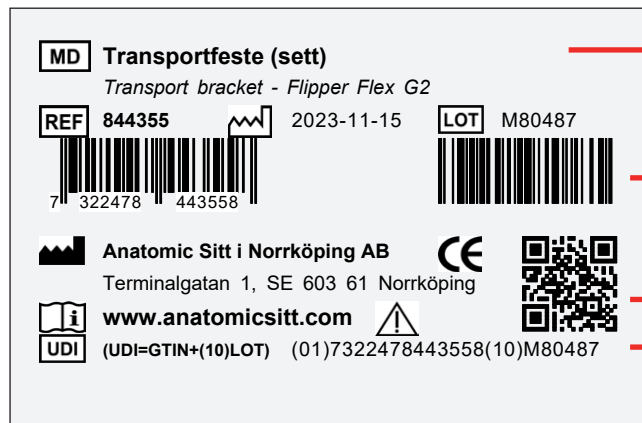 MD Transportfeste (sett)
Transport bracket - Flipper Flex G2
REF 844355 2023-11-15 LOT M80487
7 322478 443558
Anatomic Sitt i Norrköping AB CE
Terminalgatan 1, SE 603 61 Norrköping
i www.anatomicsitt.com
UDI (UDI=GTIN+(10)LOT) (01)7322478443558(10)M80487